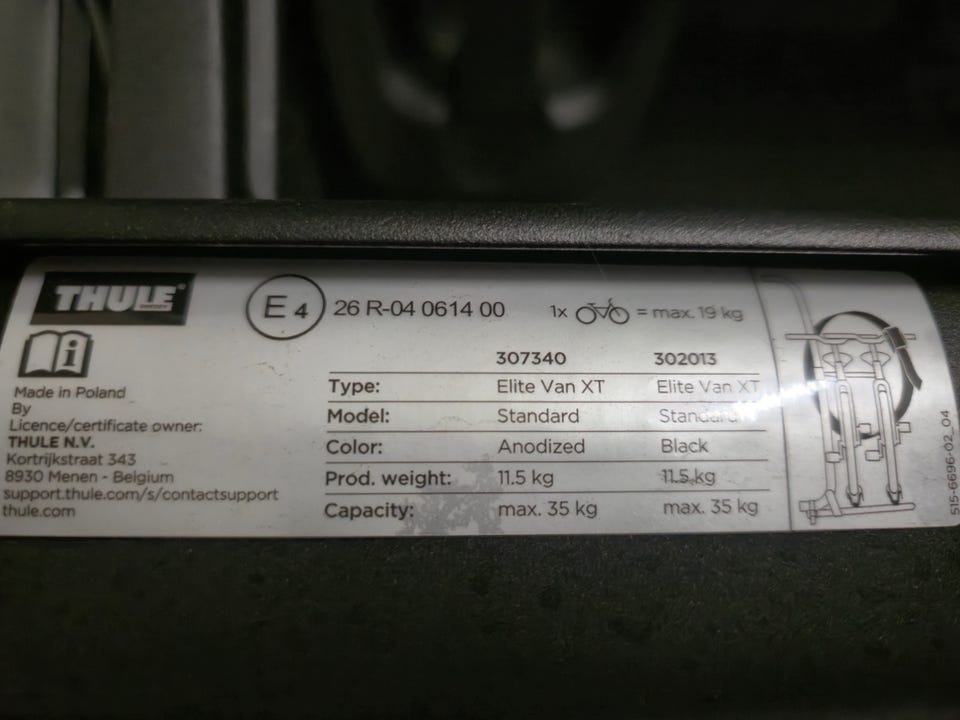 THULE®
SWEDEN
E 4
26 R-04 0614 00
1x = max. 19 kg
i
Made in Poland
By
Licence/certificate owner:
THULE N.V.
Kortrijkstraat 343
8930 Menen - Belgium
support.thule.com/s/contactsupport
thule.com
307340 302013
Type: Elite Van XT Elite Van XT
Model: Standard Standard
Color: Anodized Black
Prod. weight: 11.5 kg 11.5 kg
Capacity: max. 35 kg max. 35 kg
515-6696-02_04